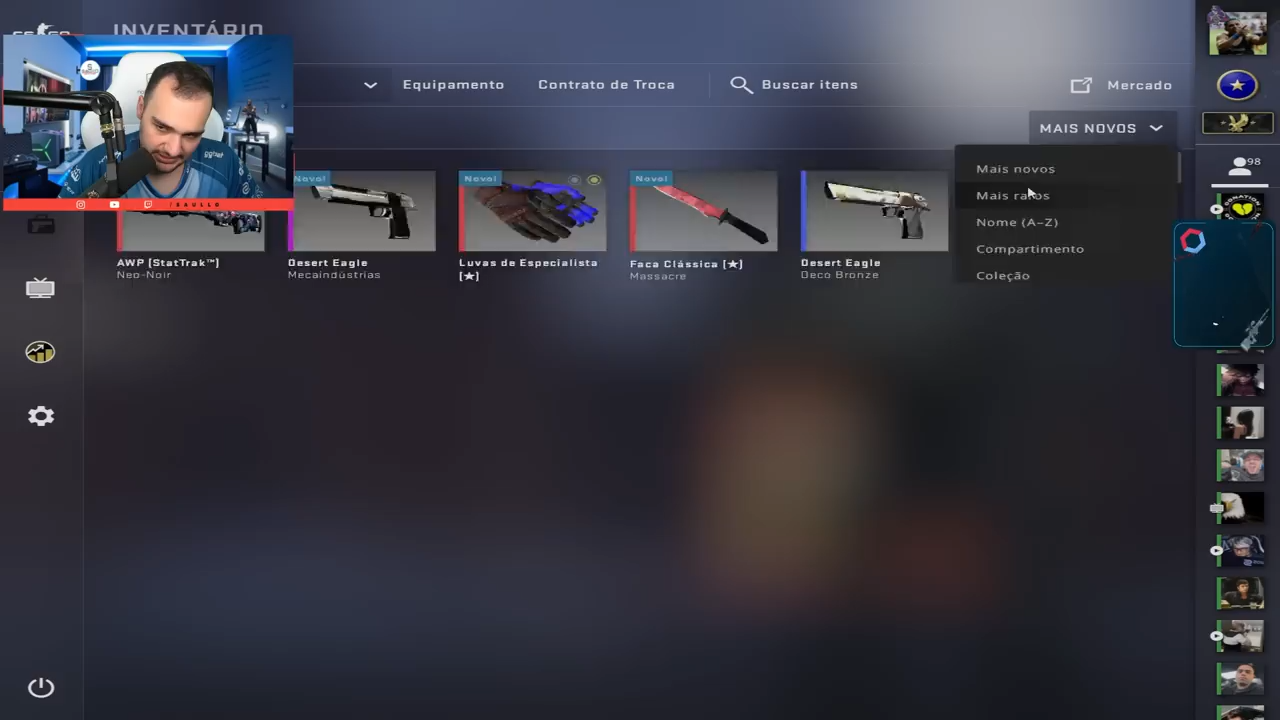 INVENTÁRIO
Equipamento
Contrato de Troca
Buscar itens
Mercado
MAIS NOVOS
Mais novos
Mais raros
Nome (A-Z)
Compartimento
Coleção
Novo!
Novo!
Novo!
AWP (StatTrak™)
Neo-Noir
Desert Eagle
Mecaindústrias
Luvas de Especialista
(★)
Faca Clássica (★)
Massacre
Desert Eagle
Deco Bronze
98
/SAULLO